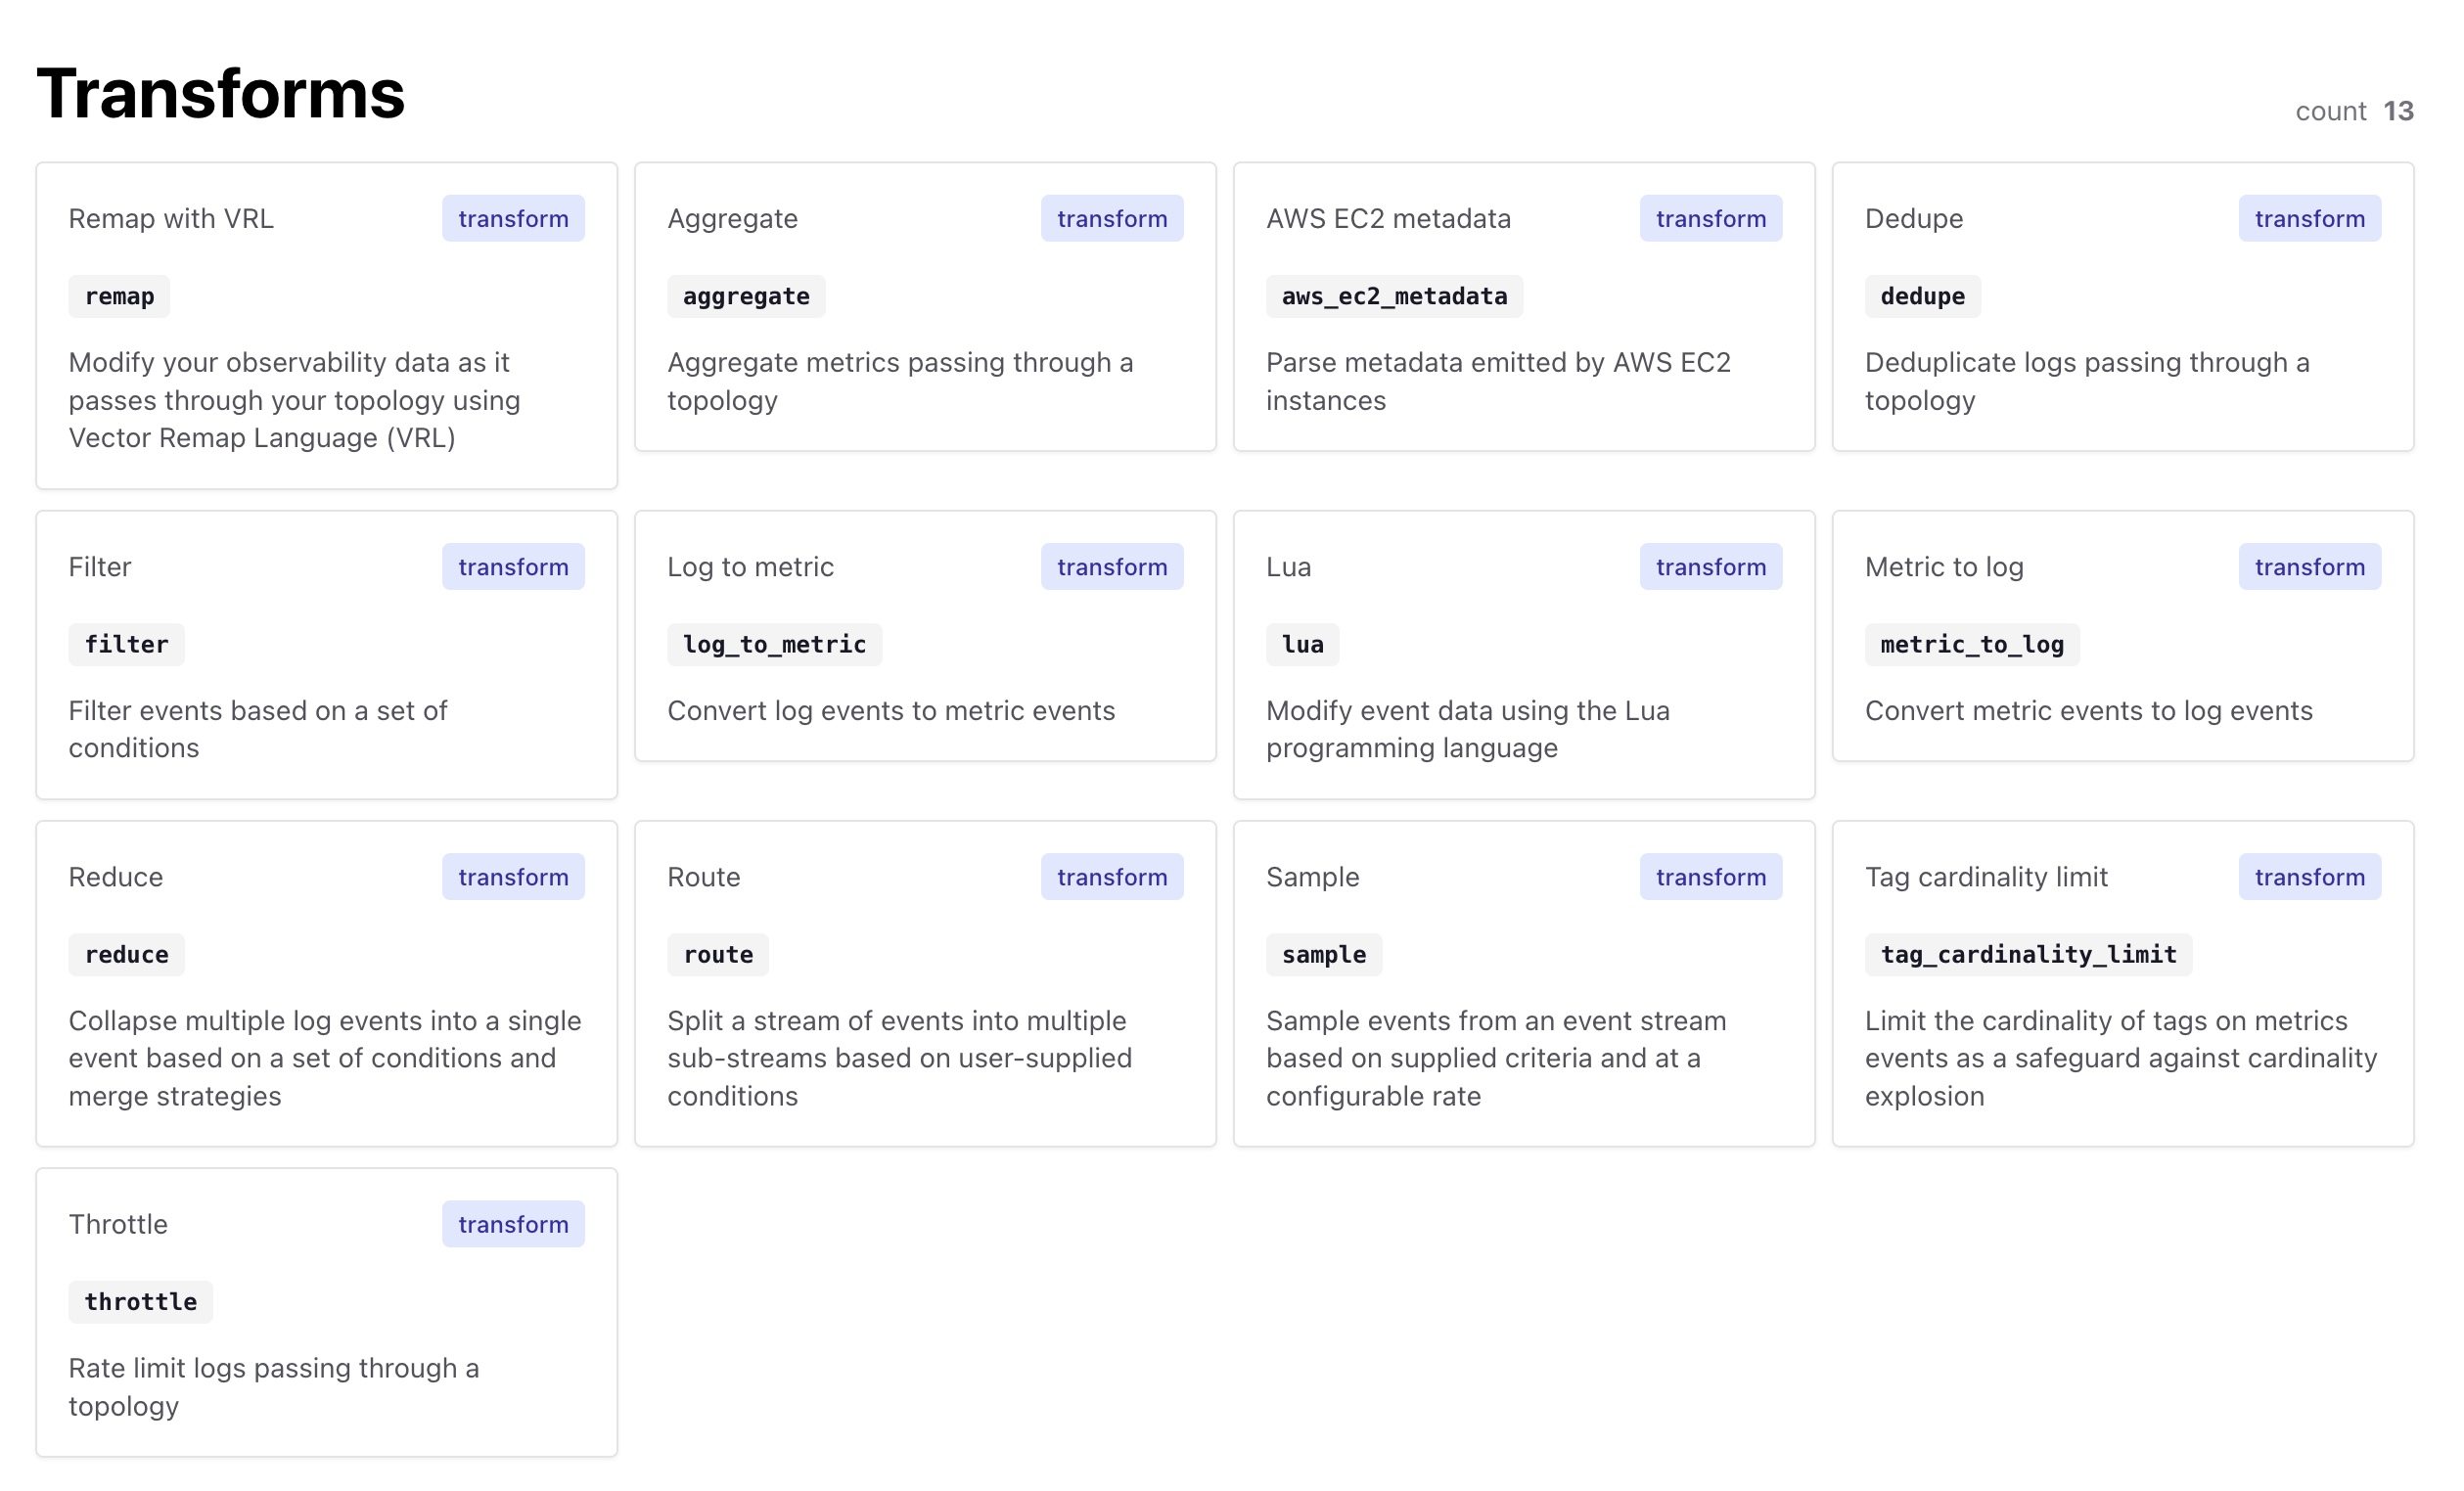 Transforms
count 13
Remap with VRL
transform
remap
Modify your observability data as it
passes through your topology using
Vector Remap Language (VRL)
Aggregate
transform
aggregate
Aggregate metrics passing through a
topology
AWS EC2 metadata
transform
aws_ec2_metadata
Parse metadata emitted by AWS EC2
instances
Dedupe
transform
dedupe
Deduplicate logs passing through a
topology
Filter
transform
filter
Filter events based on a set of
conditions
Log to metric
transform
log_to_metric
Convert log events to metric events
Lua
transform
lua
Modify event data using the Lua
programming language
Metric to log
transform
metric_to_log
Convert metric events to log events
Reduce
transform
reduce
Collapse multiple log events into a single
event based on a set of conditions and
merge strategies
Route
transform
route
Split a stream of events into multiple
sub-streams based on user-supplied
conditions
Sample
transform
sample
Sample events from an event stream
based on supplied criteria and at a
configurable rate
Tag cardinality limit
transform
tag_cardinality_limit
Limit the cardinality of tags on metrics
events as a safeguard against cardinality
explosion
Throttle
transform
throttle
Rate limit logs passing through a
topology